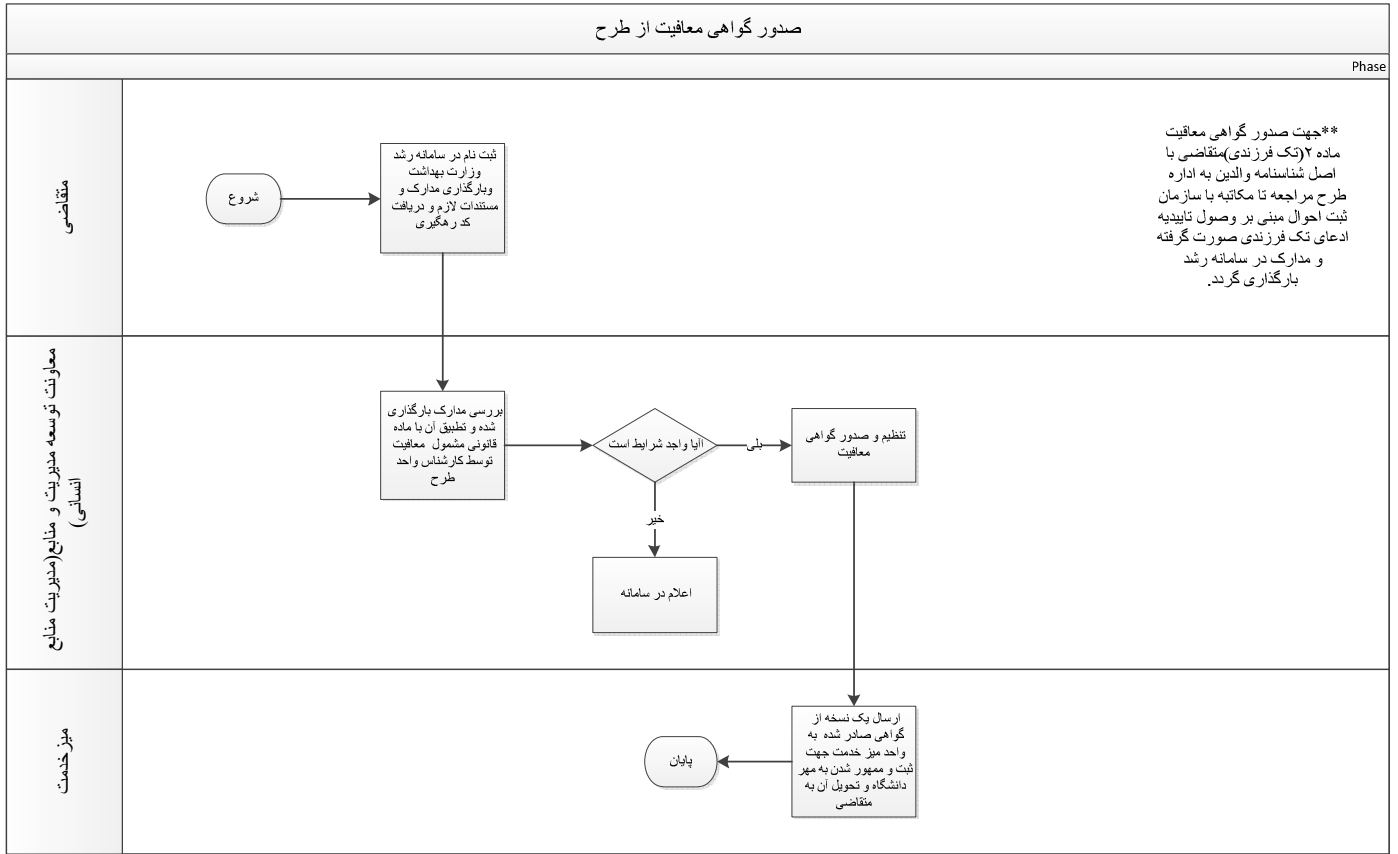 صدور گواهی معافیت از طرح
Phase
متقاضی
شروع
ثبت نام در سامانه رشد
وزارت بهداشت
وبارگذاری مدارک و
مستندات لازم و دریافت
کد رهگیری
**جهت صدور گواهی معاقیت
ماده ۲(تک فرزندی)متقاضی با
اصل شناسنامه والدین به اداره
طرح مراجعه تا مکاتبه با سازمان
ثبت احوال مبنی بر وصول تاییدیه
ادعای تک فرزندی صورت گرفته
و مدارک در سامانه رشد
بارگذاری گردد.
معاونت توسعه مدیریت و منابع(مدیریت منابع
انسانی)
بررسی مدارک بارگذاری
شده و تطبیق آن با ماده
قانونی مشمول معافیت
توسط کارشناس واحد
طرح
اایا واجد شرایط است
بلی
تنظیم و صدور گواهی
معافیت
خیر
اعلام در سامانه
میز خدمت
ارسال یک نسخه از
گواهی صادر شده به
واحد میز خدمت جهت
ثبت و ممهور شدن به مهر
دانشگاه و تحویل آن به
متقاضی
پایان